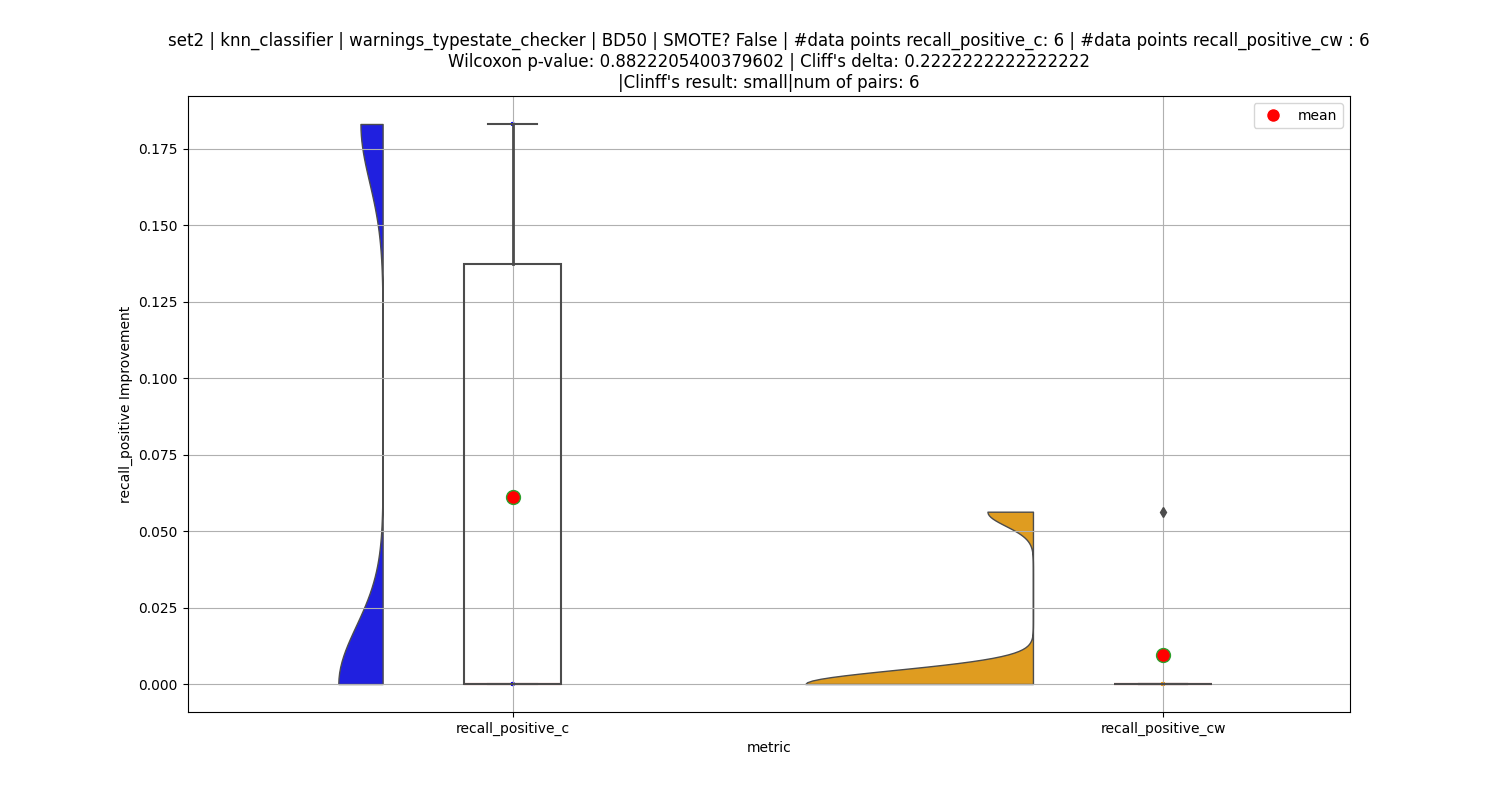 set2 | knn_classifier | warnings_typestate_checker | BD50 | SMOTE? False | #data points recall_positive_c: 6 | #data points recall_positive_cw : 6
Wilcoxon p-value: 0.8822205400379602 | Cliff's delta: 0.2222222222222222
|Clinff's result: small|num of pairs: 6
mean
0.175
0.150
0.125
0.100
0.075
0.050
0.025
0.000
recall_positive Improvement
recall_positive_c
recall_positive_cw
metric